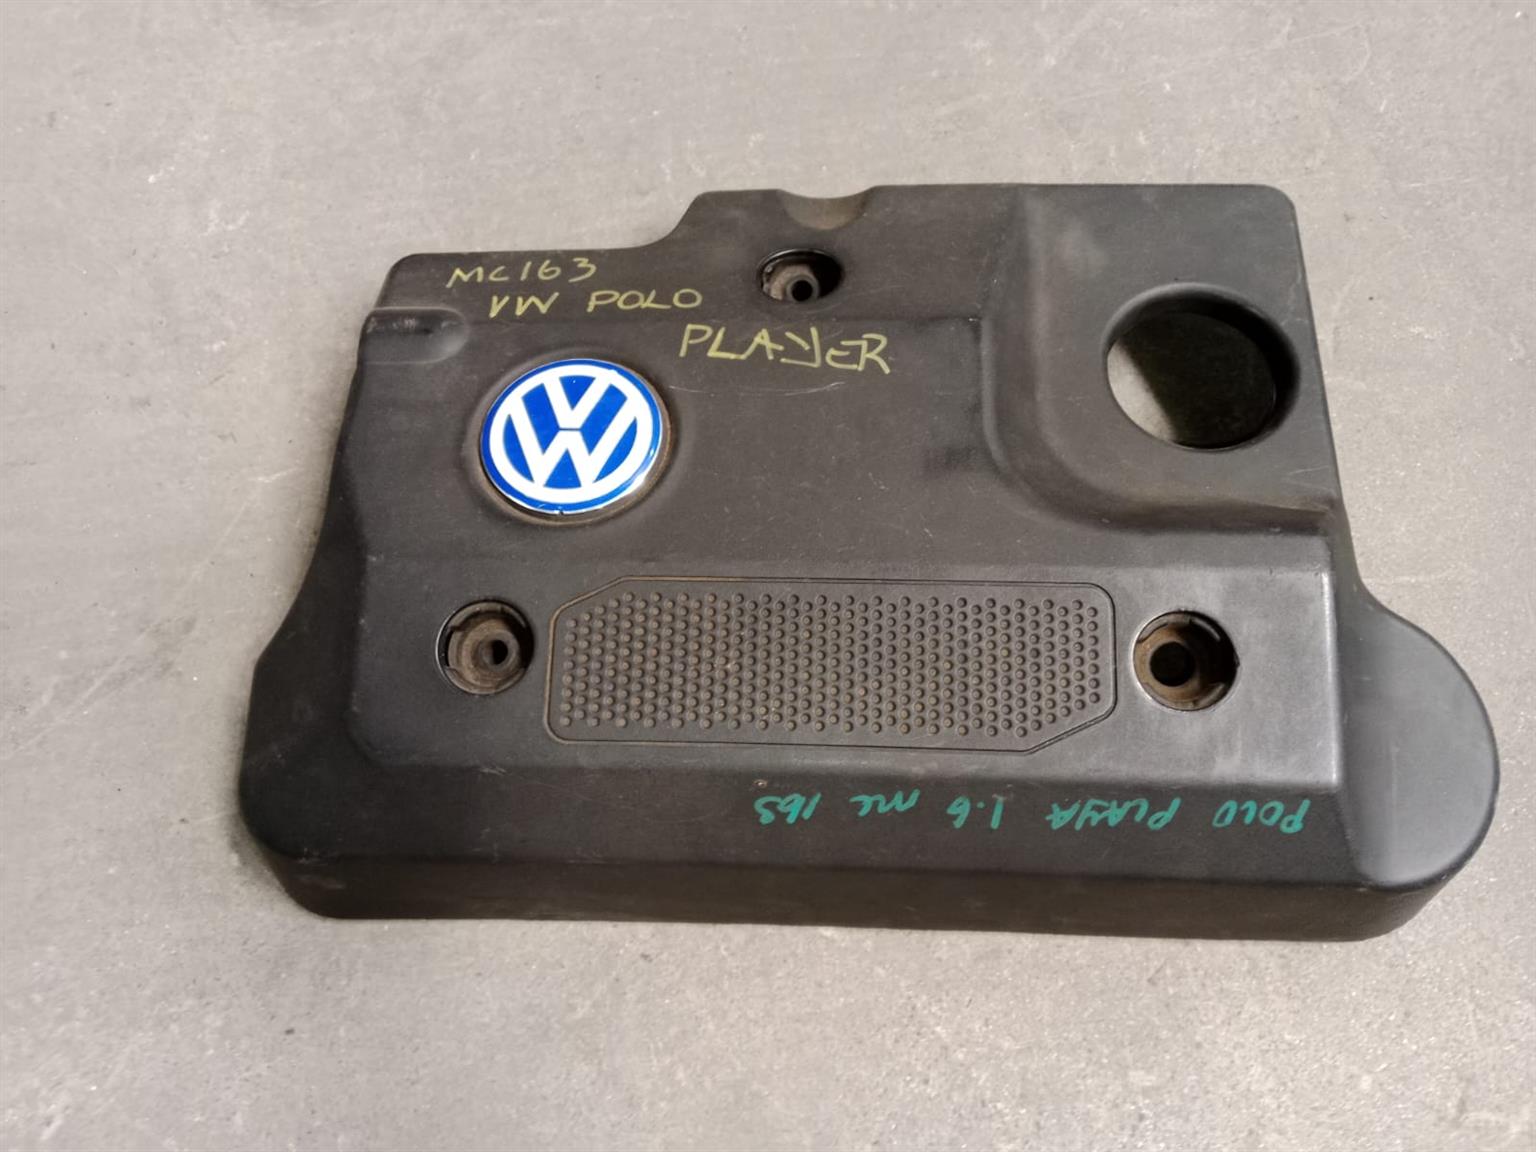 MC163
VW POLO
PLAYER
VW
POLO PLAYA 1.6 mc 163